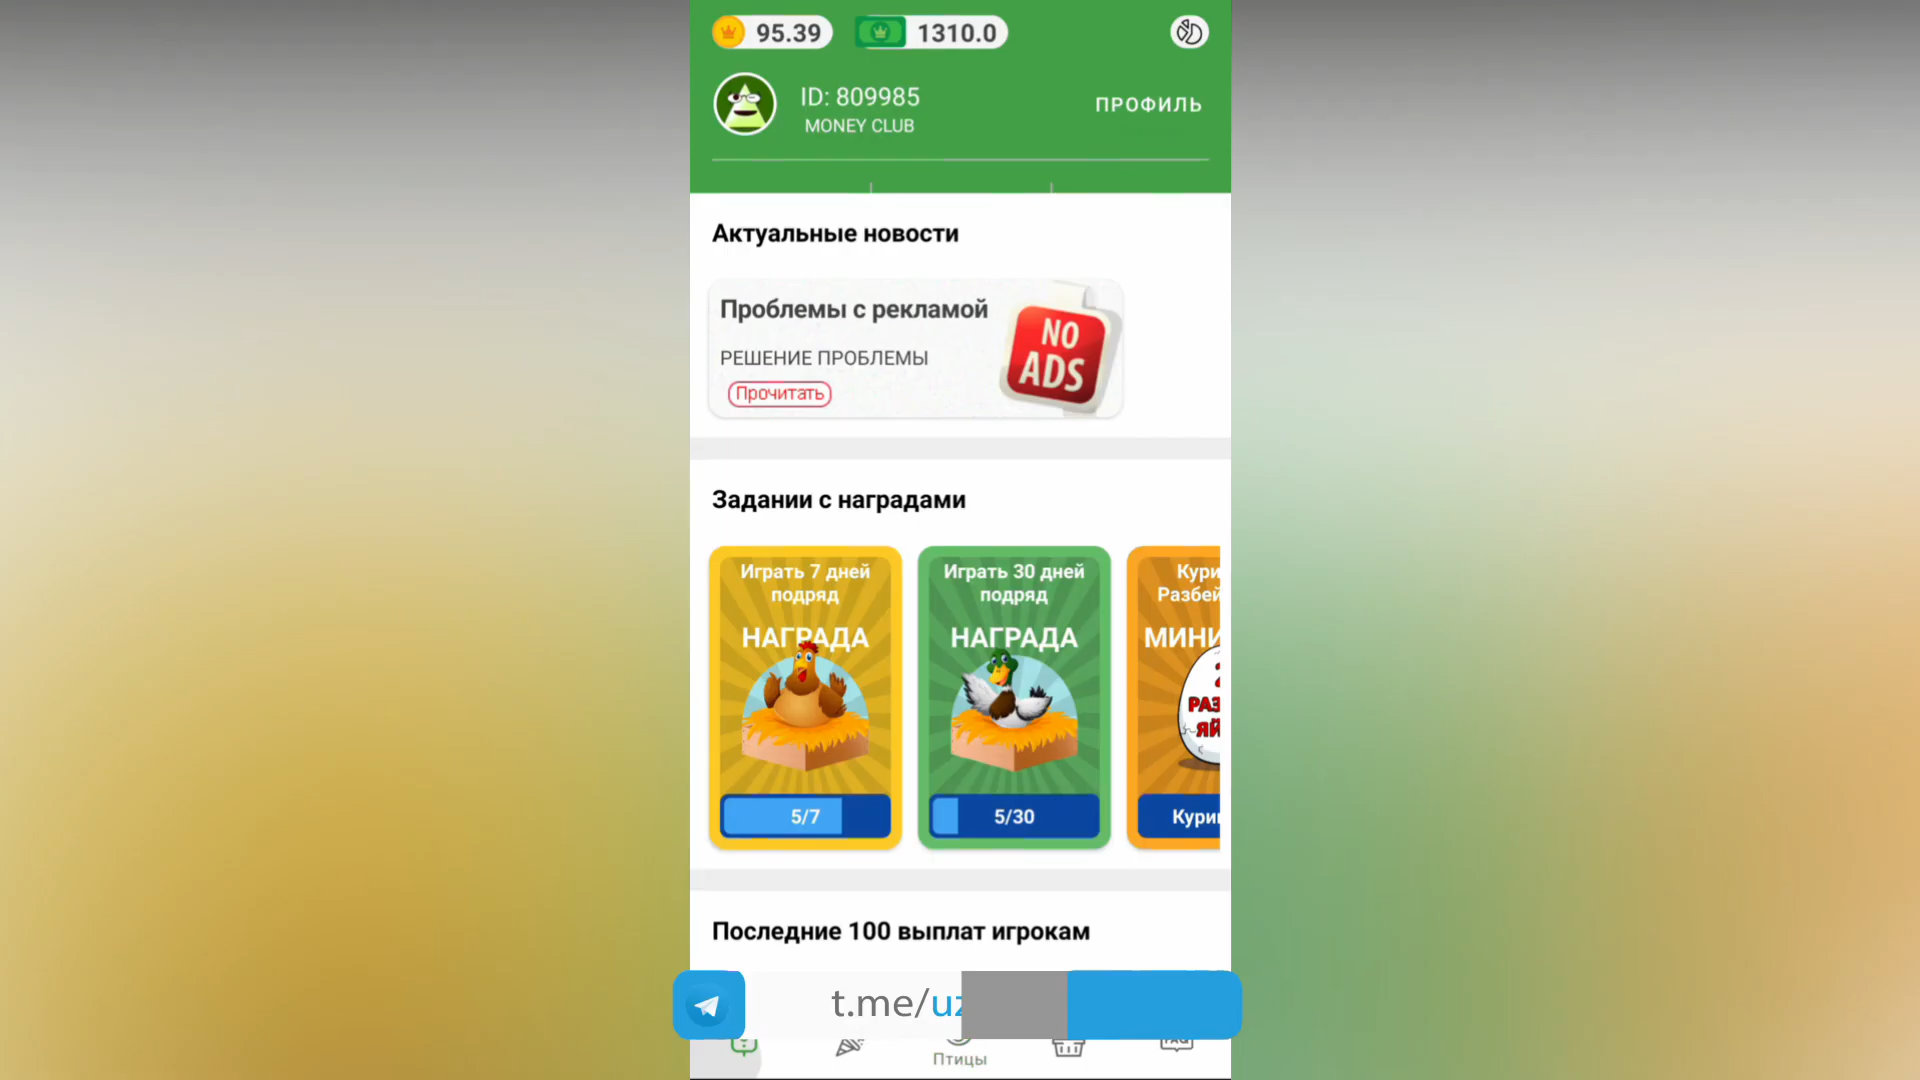 95.39
1310.0
ID: 809985
MONEY CLUB
ПРОФИЛЬ
Актуальные новости
Проблемы с рекламой
РЕШЕНИЕ ПРОБЛЕМЫ
Прочитать
NO
ADS
Задании с наградами
Играть 7 дней
подряд
НАГРАДА
5/7
Играть 30 дней
подряд
НАГРАДА
5/30
Последние 100 выплат игрокам
t.me/uz
Птицы
FAQ